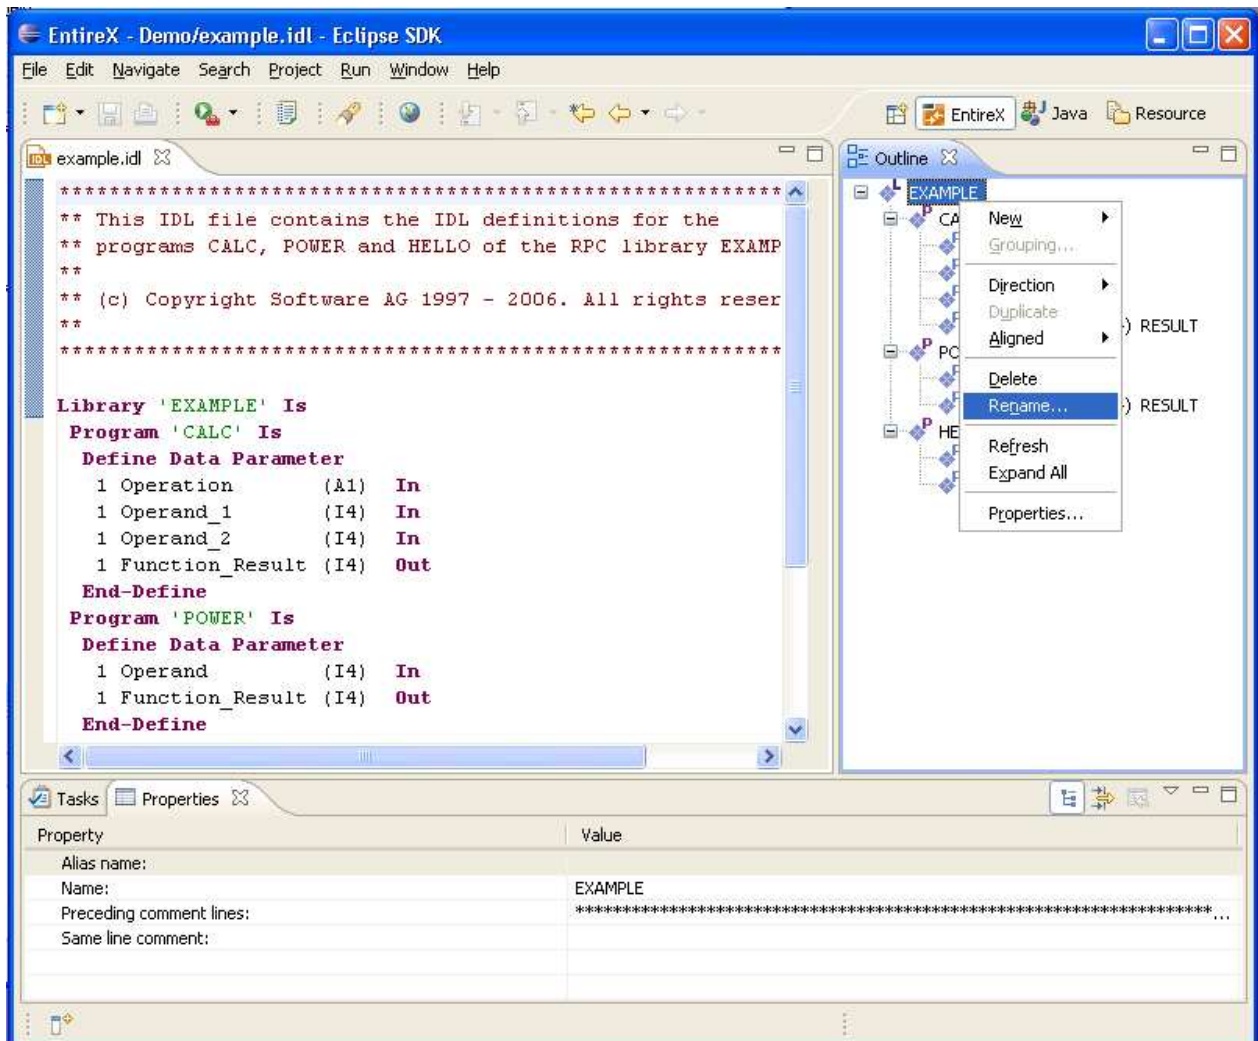 EntireX - Demo/example.idl - Eclipse SDK
File Edit Navigate Search Project Run Window Help
EntireX Java Resource
example.idl
Outline
*********************************************************
** This IDL file contains the IDL definitions for the
** programs CALC, POWER and HELLO of the RPC library EXAMP
**
** (c) Copyright Software AG 1997 - 2006. All rights reser
**
*********************************************************
Library 'EXAMPLE' Is
Program 'CALC' Is
Define Data Parameter
1 Operation (A1) In
1 Operand_1 (I4) In
1 Operand_2 (I4) In
1 Function_Result (I4) Out
End-Define
Program 'POWER' Is
Define Data Parameter
1 Operand (I4) In
1 Function_Result (I4) Out
End-Define
EXAMPLE
CA
) RESULT
PO
) RESULT
HE
New
Grouping...
Direction
Duplicate
Aligned
Delete
Rename...
Refresh
Expand All
Properties...
Tasks Properties
Property Value
Alias name:
Name: EXAMPLE
Preceding comment lines: *********************************************************************...
Same line comment: